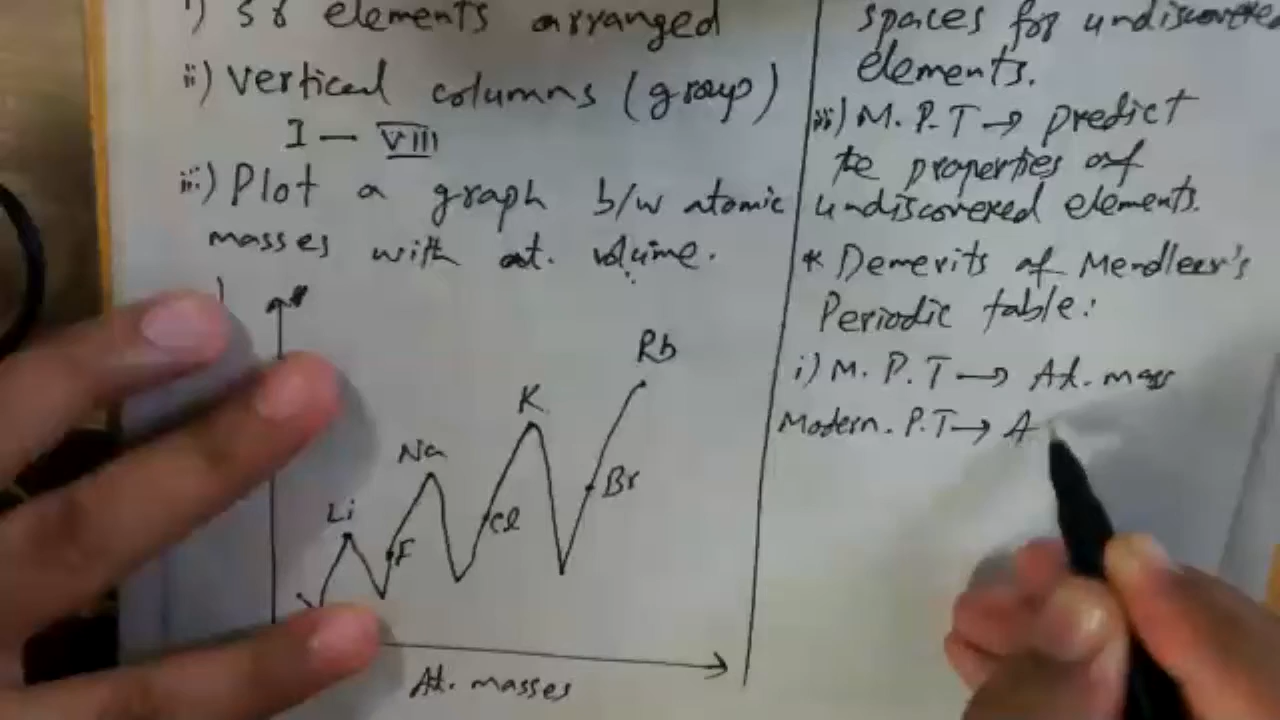 i) 56 elements arranged
ii) Vertical columns (group)
I — VIII
iii) Plot a graph b/w atomic
masses with at. volume.
Rb
K
Na
Br
Li
Cl
F
At. masses
spaces for undiscovered
elements.
iii) M. P. T → predict
the properties of
undiscovered elements.
* Demerits of Mendleev's
Periodic table:
i) M. P. T → At. mass
Modern. P.T → A